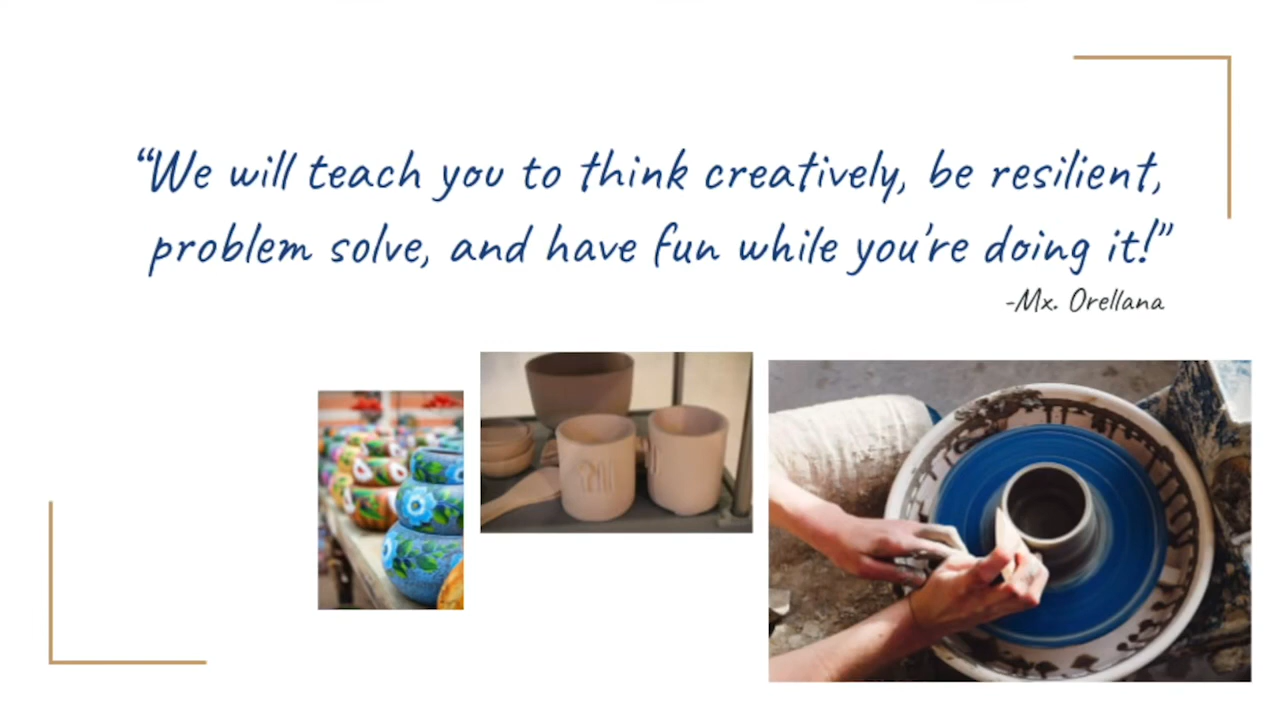 “We will teach you to think creatively, be resilient,
problem solve, and have fun while you're doing it!”
-Mx. Orellana